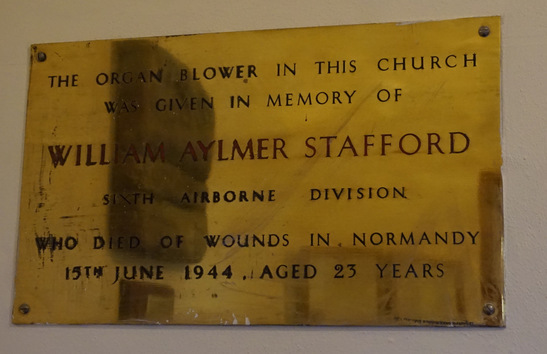 THE ORGAN BLOWER IN THIS CHURCH
WAS GIVEN IN MEMORY OF
WILLIAM AYLMER STAFFORD
SIXTH AIRBORNE DIVISION
WHO DIED OF WOUNDS IN NORMANDY
15TH JUNE 1944, AGED 23 YEARS